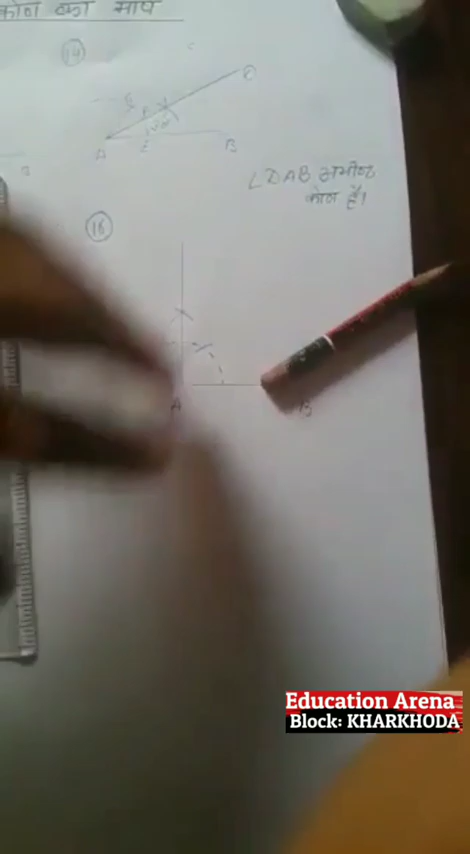 कोण का माप
14
D
A
E
B
∠DAB अभीष्ट
कोण है।
16
A
B
Education Arena
Block: KHARKHODA